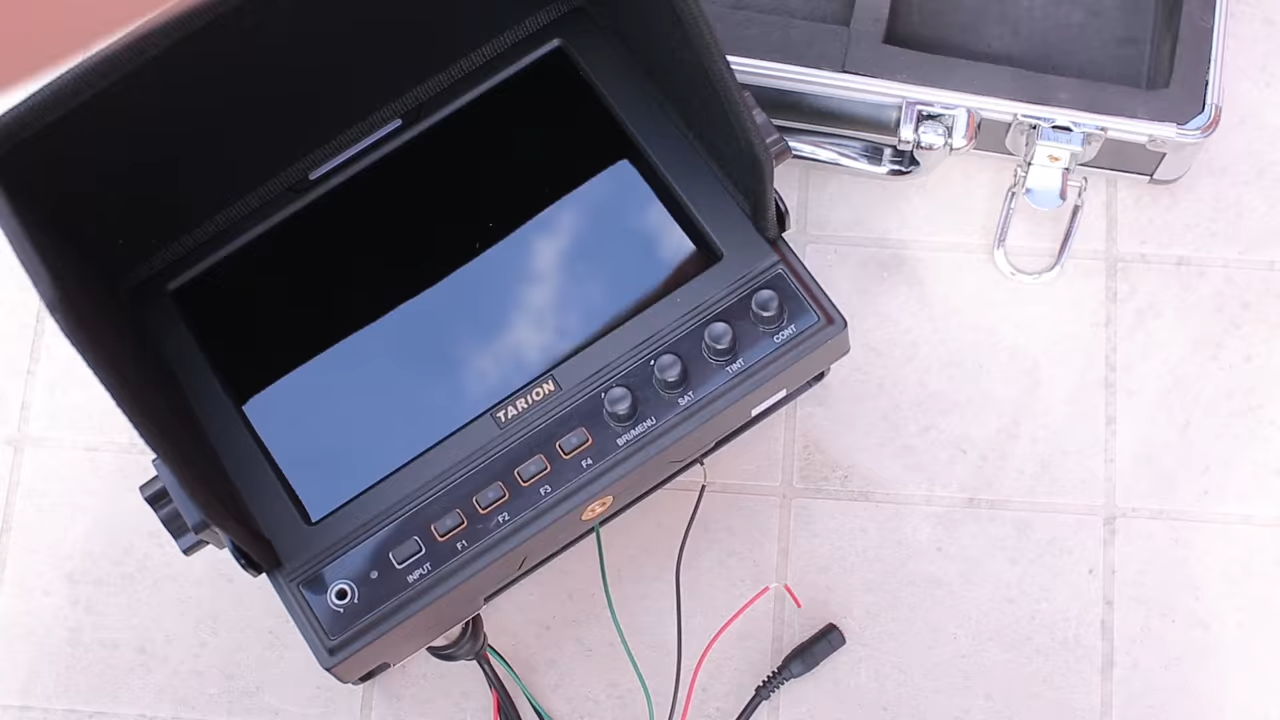 TARION
INPUT
F1
F2
F3
F4
BRI/MENU
SAT
TINT
CONT